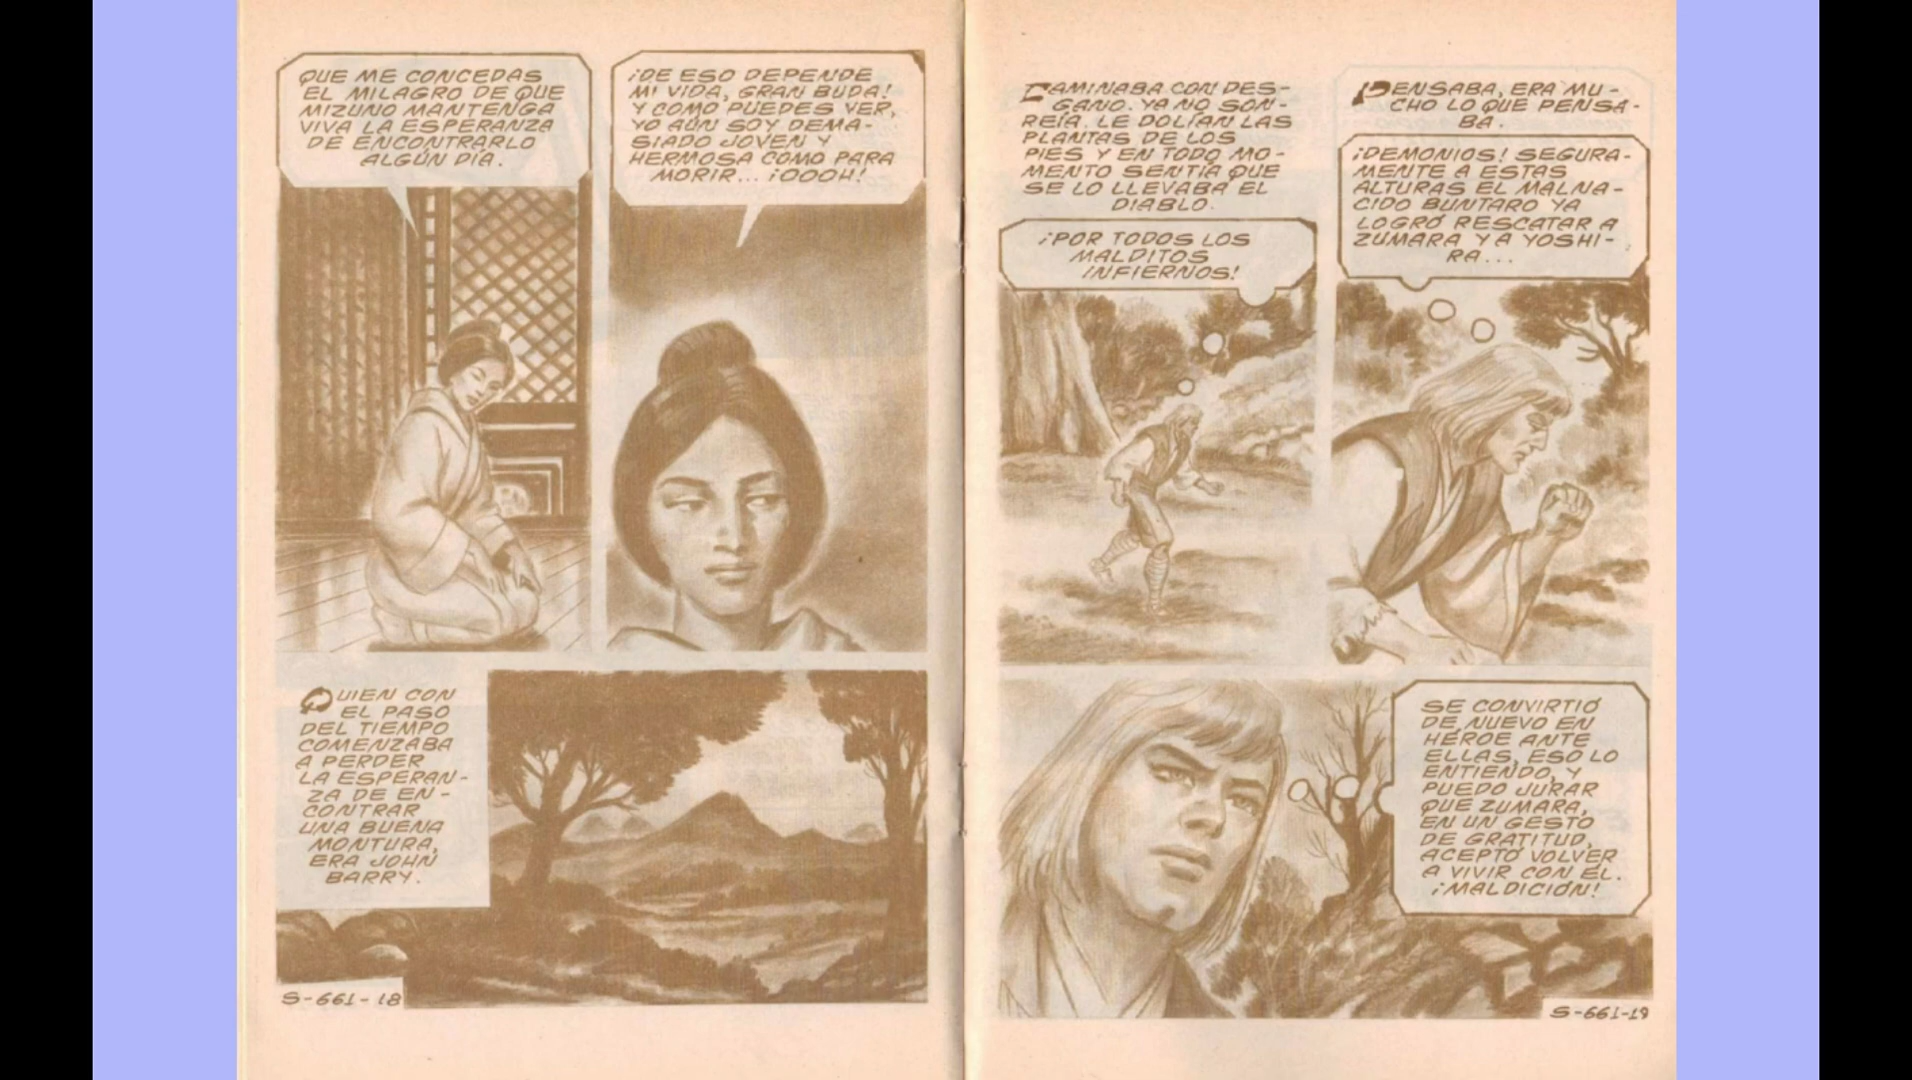 QUE ME CONCEDAS
EL MILAGRO DE QUE
MIZUNO MANTENGA
VIVA LA ESPERANZA
DE ENCONTRARLO
ALGÚN DÍA.
¡DE ESO DEPENDE
MI VIDA, GRAN BUDA!
Y COMO PUEDES VER,
YO AÚN SOY DEMA-
SIADO JOVEN Y
HERMOSA COMO PARA
MORIR... ¡OOOH!
QUIEN CON
EL PASO
DEL TIEMPO
COMENZABA
A PERDER
LA ESPERAN-
ZA DE EN-
CONTRAR
UNA BUENA
MONTURA,
ERA JOHN
BARRY.
S-661-18
CAMINABA CON DES-
GANO. YA NO SON-
REÍA. LE DOLÍAN LAS
PLANTAS DE LOS
PIES Y EN TODO MO-
MENTO SENTÍA QUE
SE LO LLEVABA EL
DIABLO.
¡POR TODOS LOS
MALDITOS
INFIERNOS!
PENSABA, ERA MU-
CHO LO QUE PENSA-
BA.
¡DEMONIOS! SEGURA-
MENTE A ESTAS
ALTURAS EL MALNA-
CIDO BUNTARO YA
LOGRÓ RESCATAR A
ZUMARA Y A YOSHI-
RA...
SE CONVIRTIÓ
DE NUEVO EN
HÉROE ANTE
ELLAS, ESO LO
ENTIENDO, Y
PUEDO JURAR
QUE ZUMARA,
EN UN GESTO
DE GRATITUD,
ACEPTÓ VOLVER
A VIVIR CON ÉL.
¡MALDICIÓN!
S-661-19